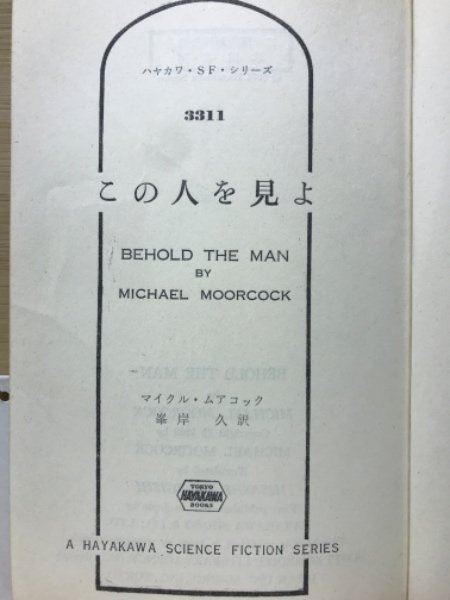 ハヤカワ・SF・シリーズ
3311
この人を見よ
BEHOLD THE MAN
BY
MICHAEL MOORCOCK
マイクル・ムアコック
峯岸 久訳
TOKYO
HAYAKAWA
BOOKS
A HAYAKAWA SCIENCE FICTION SERIES